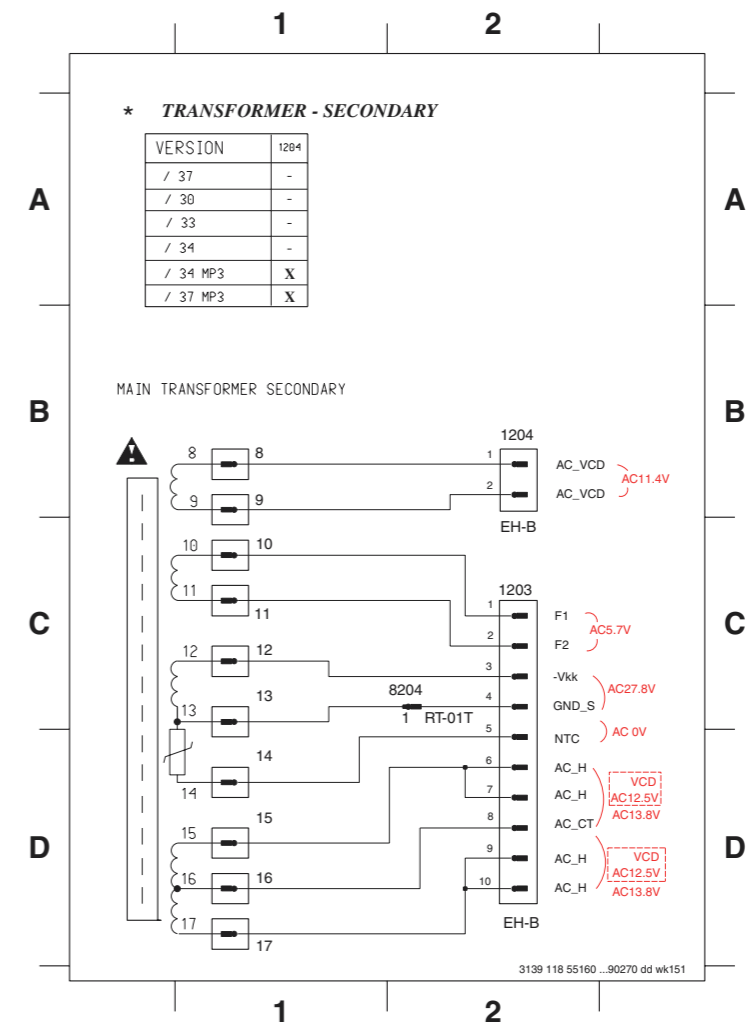 1 2
* TRANSFORMER - SECONDARY
VERSION 1204
/ 37 -
/ 30 -
/ 33 -
/ 34 -
/ 34 MP3 X
/ 37 MP3 X
A A
MAIN TRANSFORMER SECONDARY
B B
1204
8 8 1 AC_VCD
AC11.4V
9 9 2 AC_VCD
EH-B
10 10
1203
11 11
1 F1
C C
AC5.7V
2 F2
12 12 3 -Vkk
AC27.8V
13 13 8204 4 GND_S
1 RT-01T
5 NTC AC 0V
14 14
6 AC_H
VCD
7 AC_H AC12.5V
AC13.8V
15 15
8 AC_CT
D D
9 AC_H VCD
AC12.5V
16 16 10 AC_H AC13.8V
17 17
EH-B
3139 118 55160 ...90270 dd wk151
1 2